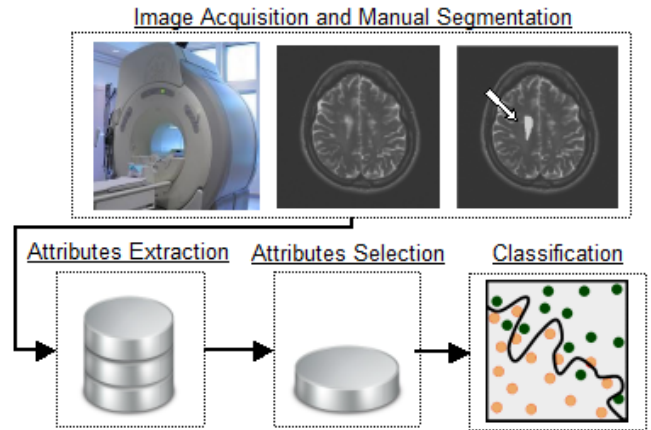 Image Acquisition and Manual Segmentation
Attributes Extraction
Attributes Selection
Classification